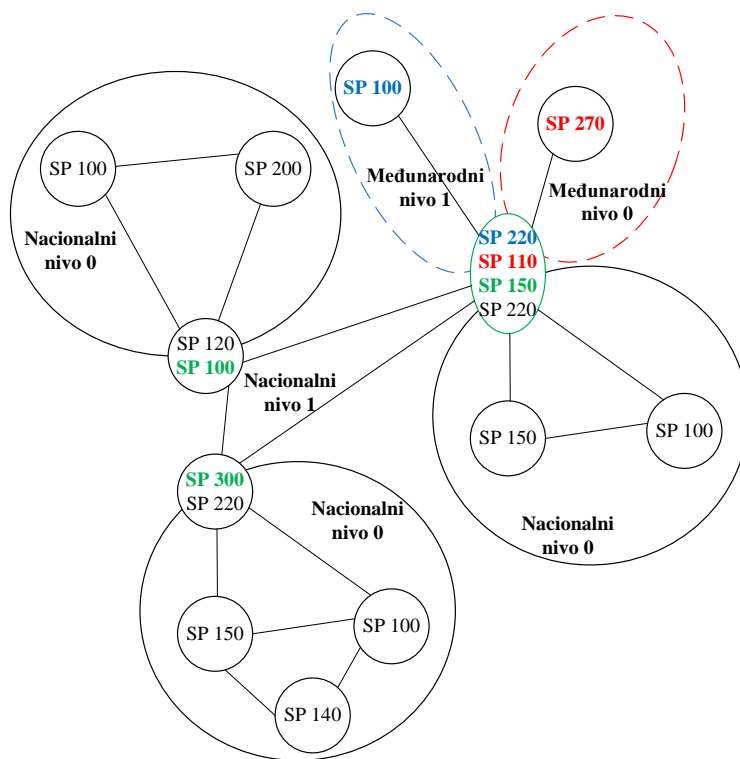 SP 100
SP 200
Nacionalni
nivo 0
SP 120
SP 100
SP 100
SP 270
Međunarodni
nivo 1
Međunarodni
nivo 0
SP 220
SP 110
SP 150
SP 220
SP 150
SP 100
Nacionalni
nivo 0
Nacionalni
nivo 1
SP 300
SP 220
Nacionalni
nivo 0
SP 150
SP 100
SP 140